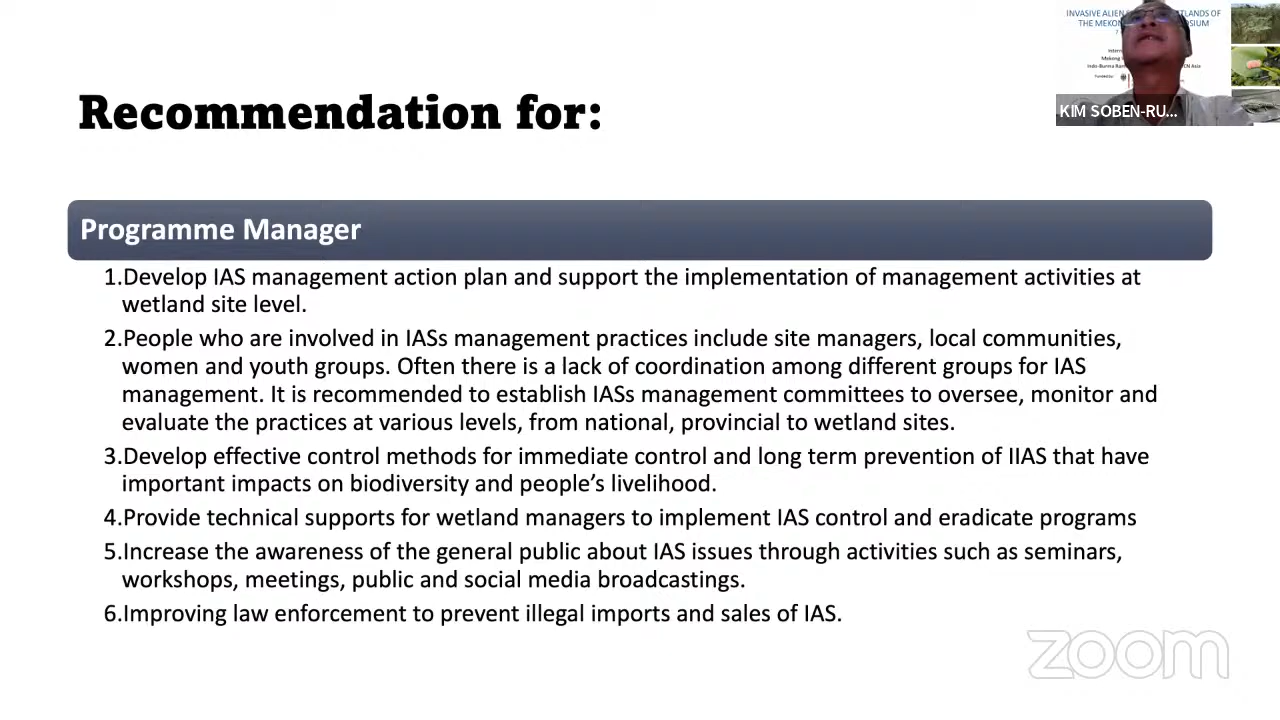 INVASIVE ALIEN
TLANDS OF
THE MEKO
SIUM
Recommendation for:
KIM SOBEN-RU...
Programme Manager
1.Develop IAS management action plan and support the implementation of management activities at
wetland site level.
2.People who are involved in IASs management practices include site managers, local communities,
women and youth groups. Often there is a lack of coordination among different groups for IAS
management. It is recommended to establish IASs management committees to oversee, monitor and
evaluate the practices at various levels, from national, provincial to wetland sites.
3.Develop effective control methods for immediate control and long term prevention of IIAS that have
important impacts on biodiversity and people’s livelihood.
4.Provide technical supports for wetland managers to implement IAS control and eradicate programs
5.Increase the awareness of the general public about IAS issues through activities such as seminars,
workshops, meetings, public and social media broadcastings.
6.Improving law enforcement to prevent illegal imports and sales of IAS.
zoom